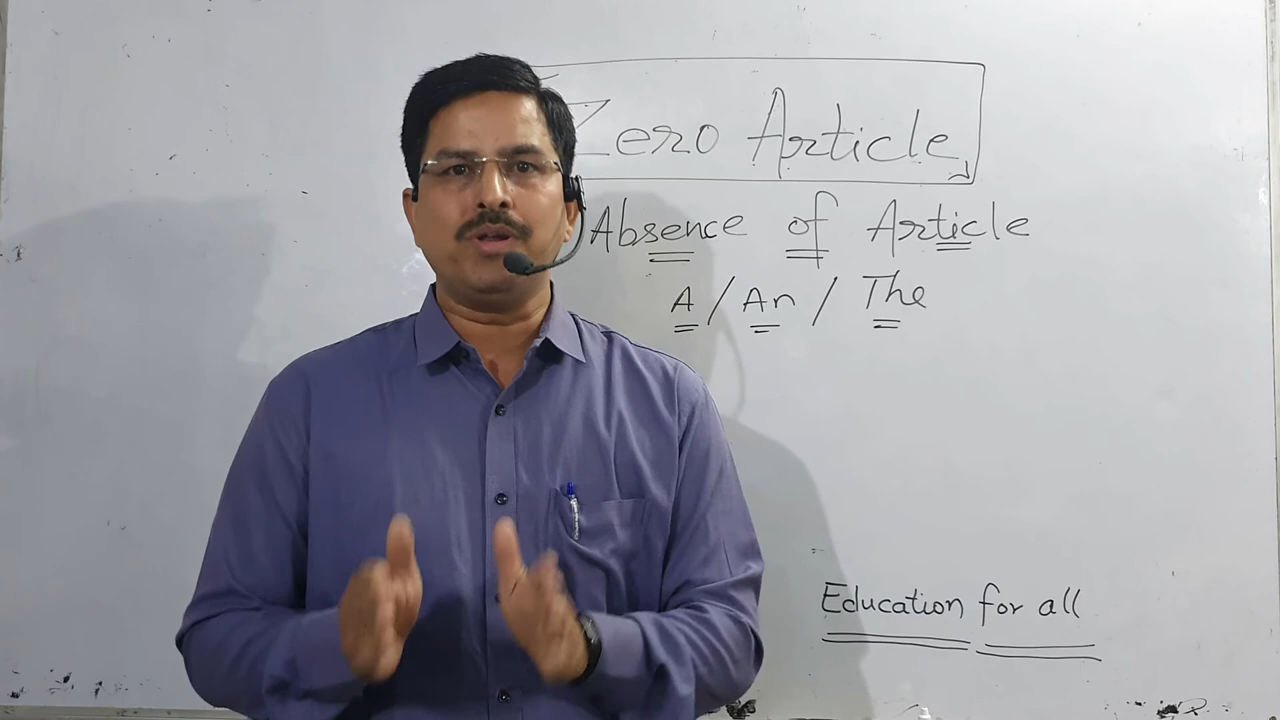 Zero Article
Absence of Article
A / An / The
Education for all